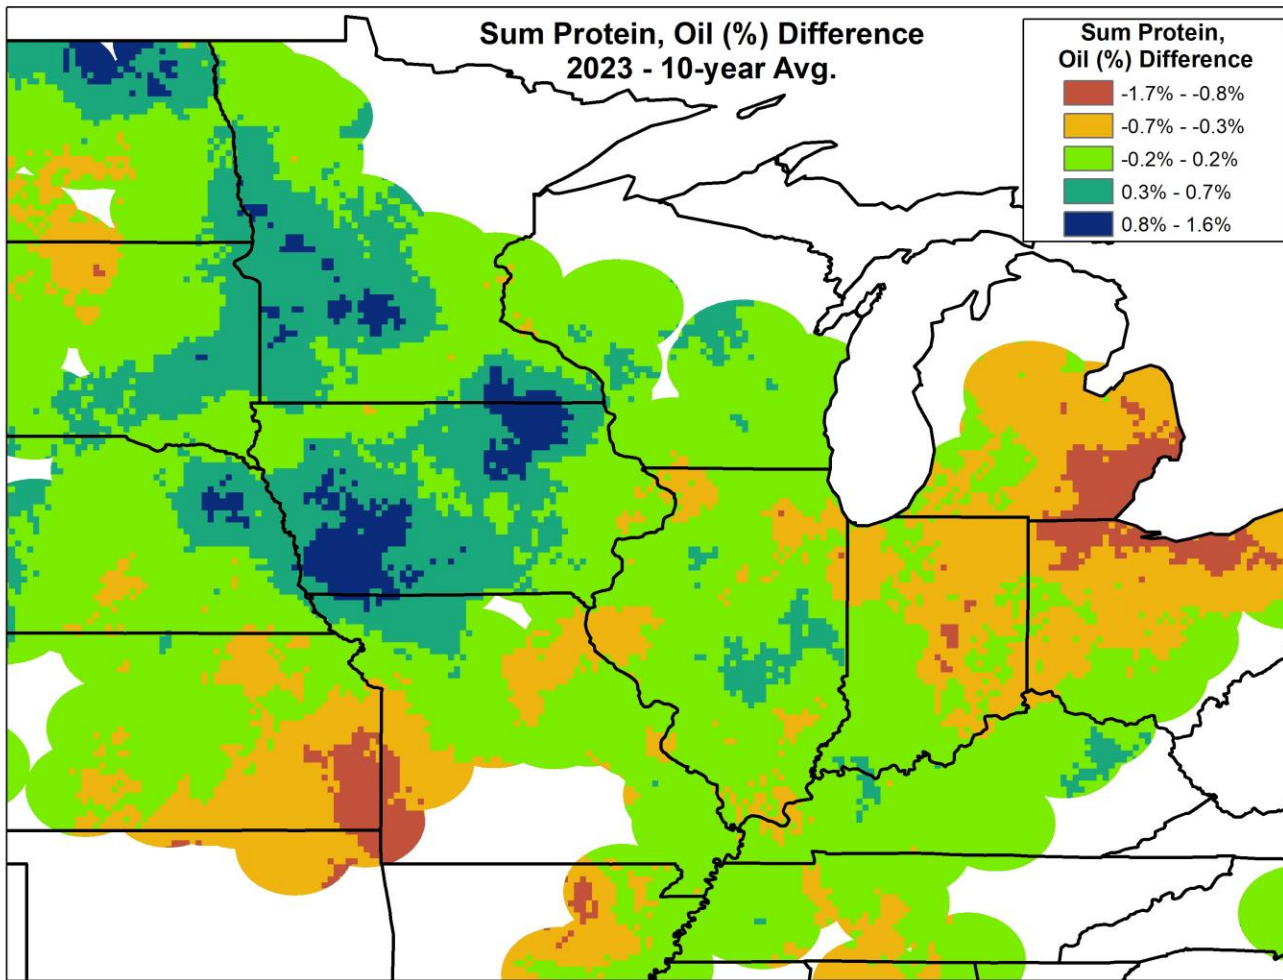 Sum Protein, Oil (%) Difference
2023 - 10-year Avg.
Sum Protein,
Oil (%) Difference
-1.7% - -0.8%
-0.7% - -0.3%
-0.2% - 0.2%
0.3% - 0.7%
0.8% - 1.6%